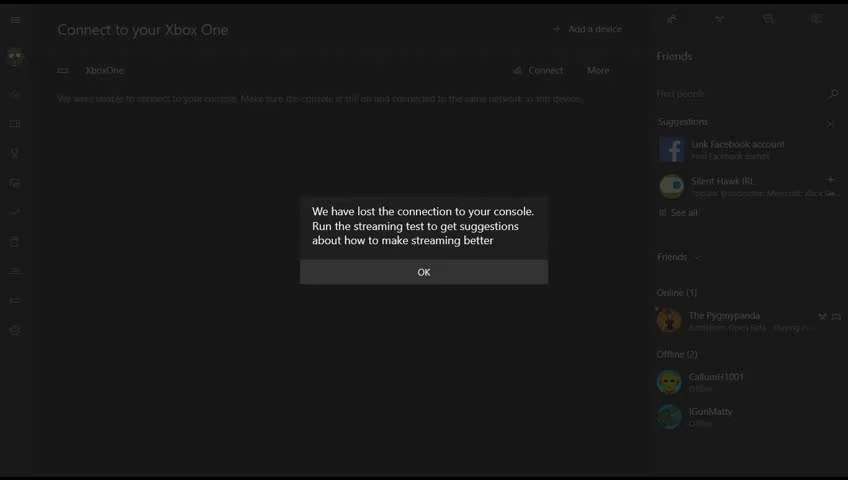 Connect to your Xbox One
Add a device
XboxOne
Connect
More
We were unable to connect to your console. Make sure the console is still on and connected to the same network as this device.
We have lost the connection to your console.
Run the streaming test to get suggestions
about how to make streaming better
OK
Friends
Find people
Suggestions
Link Facebook account
Find Facebook friends
Silent Hawk IRL
See all
Friends
Online (1)
The Pygmypanda
Offline (2)
CallumH1001
Offline
IGunMatty
Offline